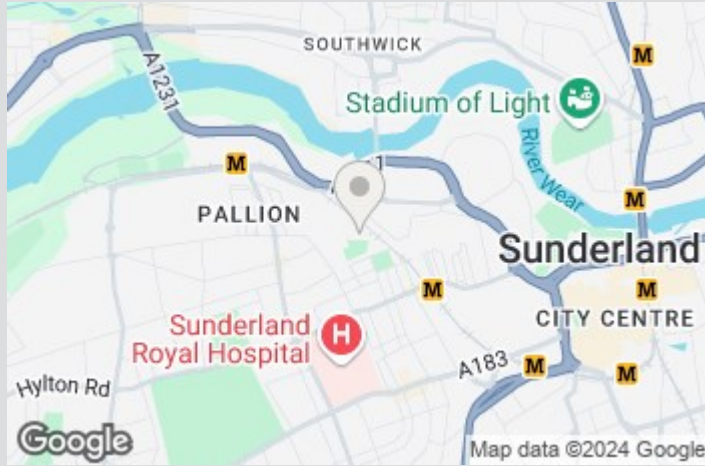 SOUTHWICK
A1231
Stadium of Light
M
River Wear
M
1
M
PALLION
Sunderland
M
M
CITY CENTRE
Sunderland
Royal Hospital
H
A183
M
M
Hylton Rd
Google
Map data ©2024 Google